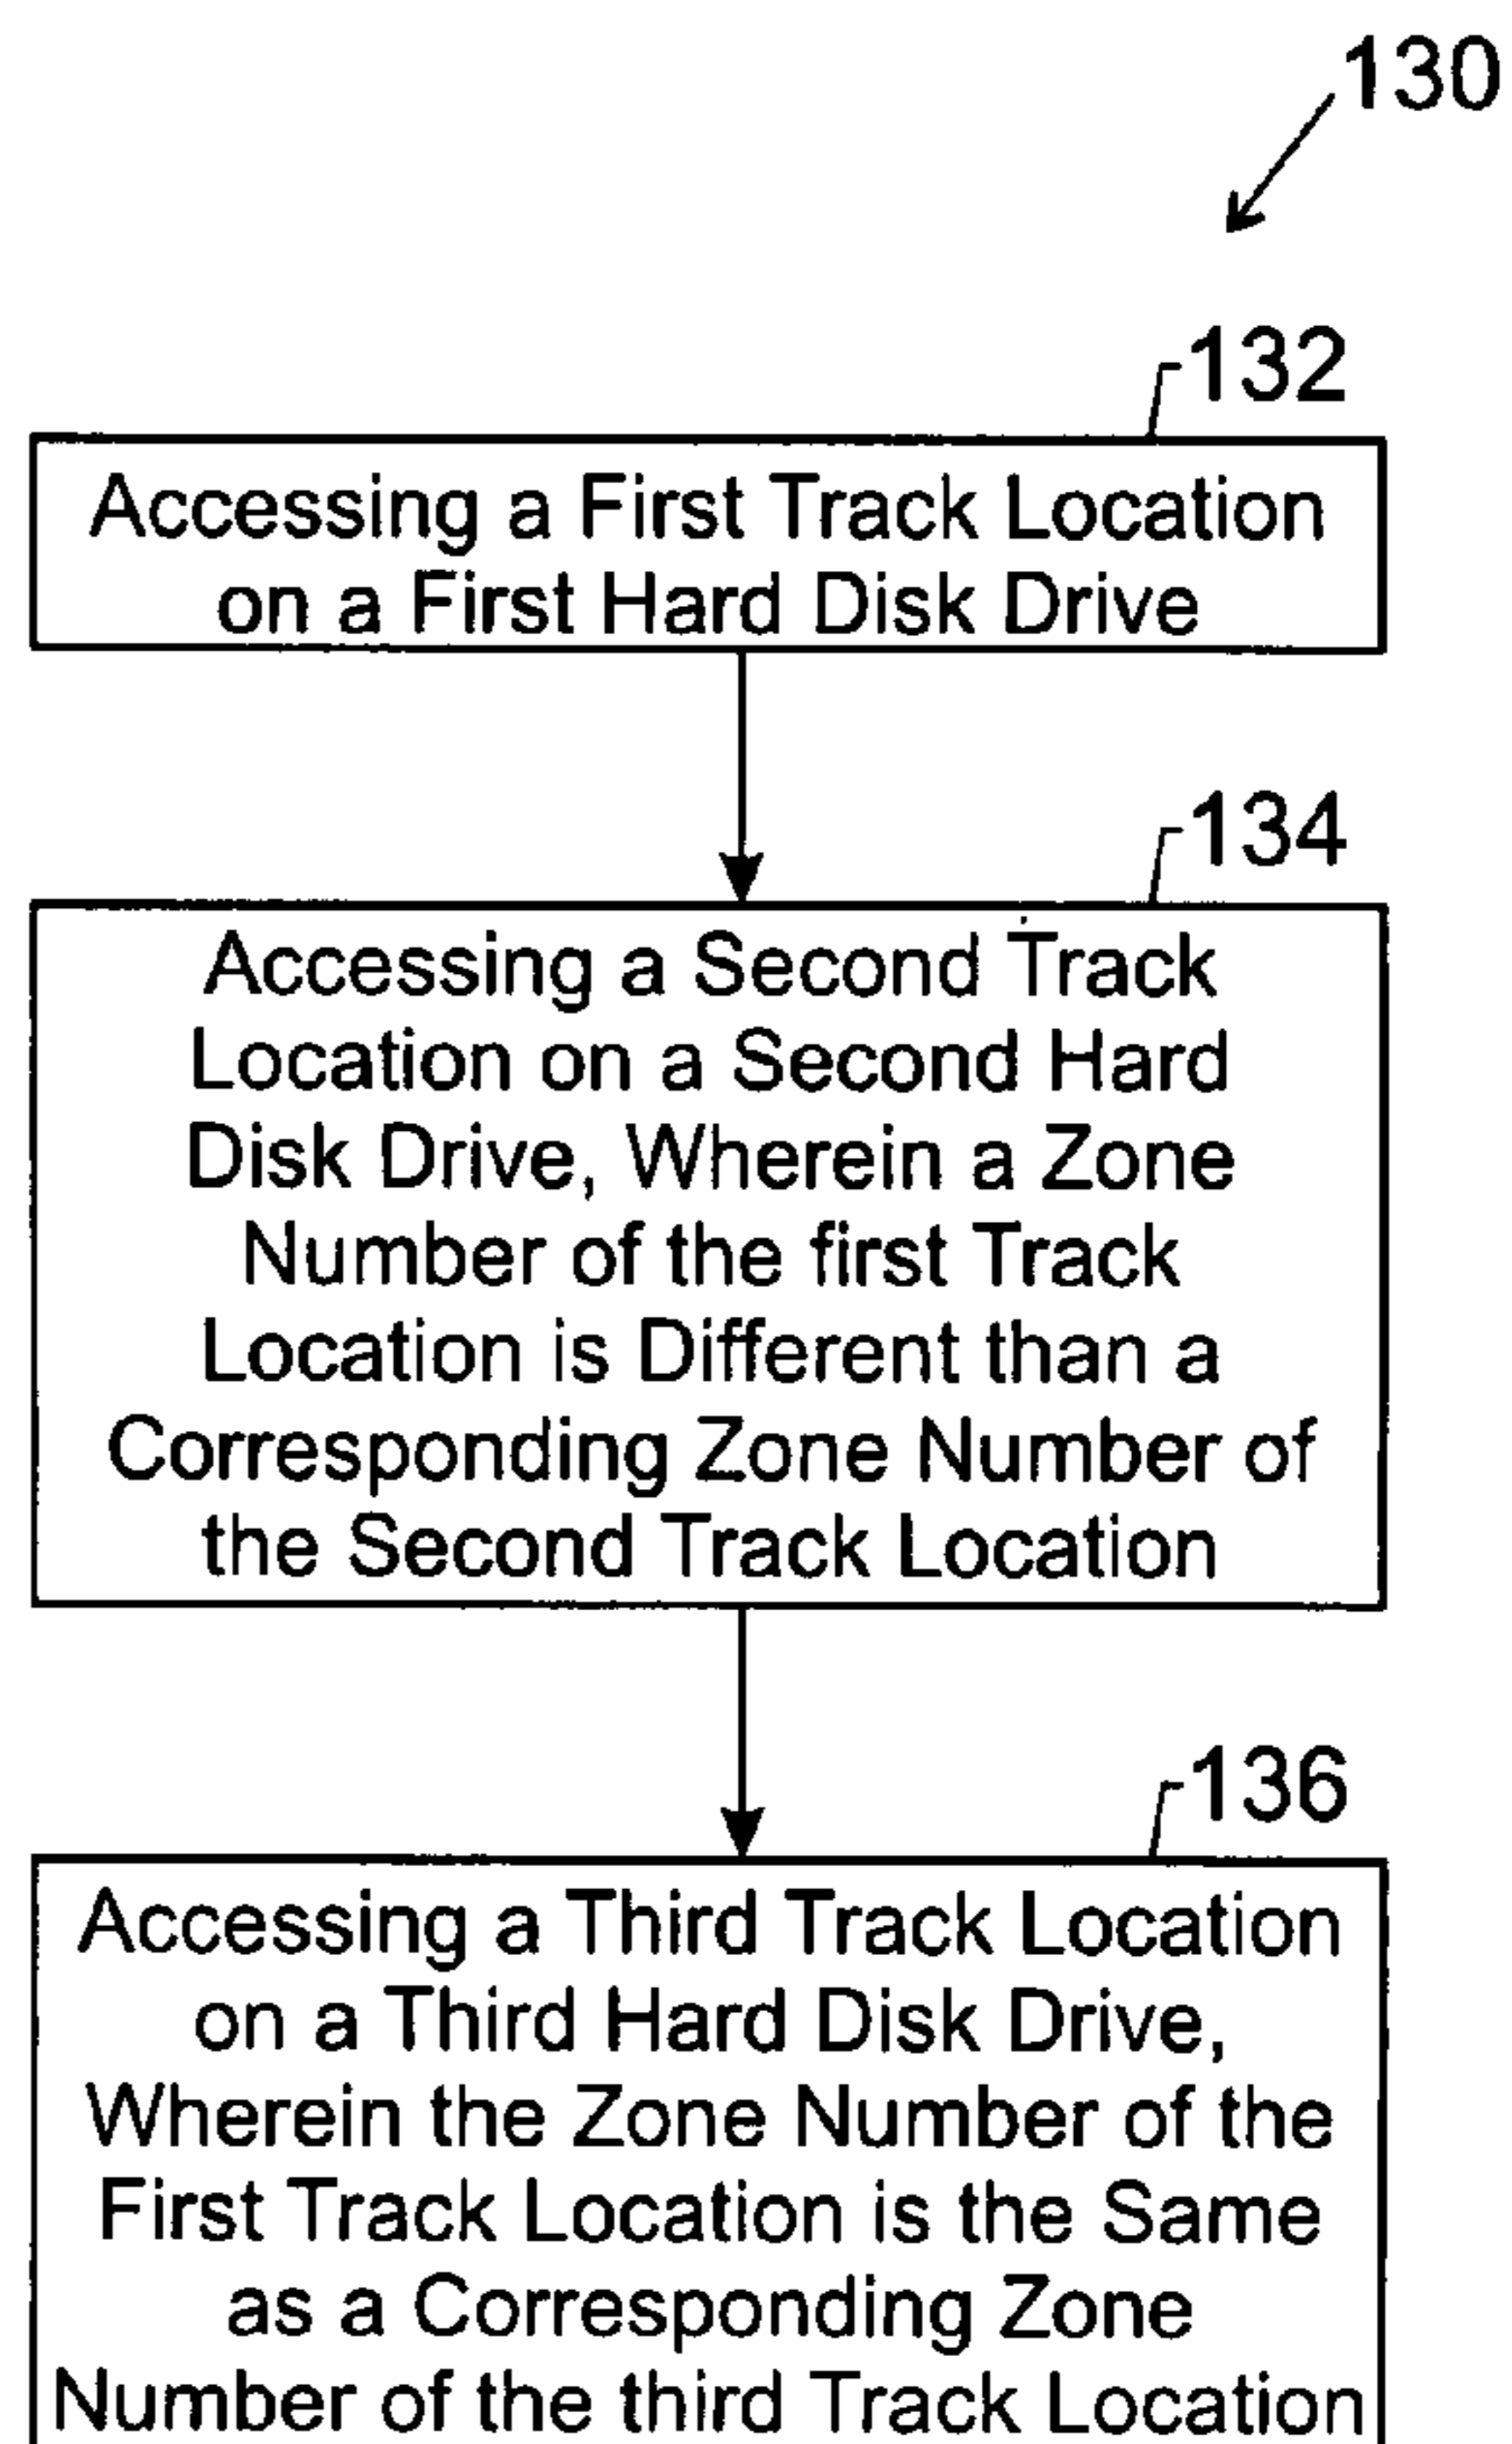 130
132
Accessing a First Track Location
on a First Hard Disk Drive
134
Accessing a Second Track
Location on a Second Hard
Disk Drive, Wherein a Zone
Number of the first Track
Location is Different than a
Corresponding Zone Number of
the Second Track Location
136
Accessing a Third Track Location
on a Third Hard Disk Drive,
Wherein the Zone Number of the
First Track Location is the Same
as a Corresponding Zone
Number of the third Track Location